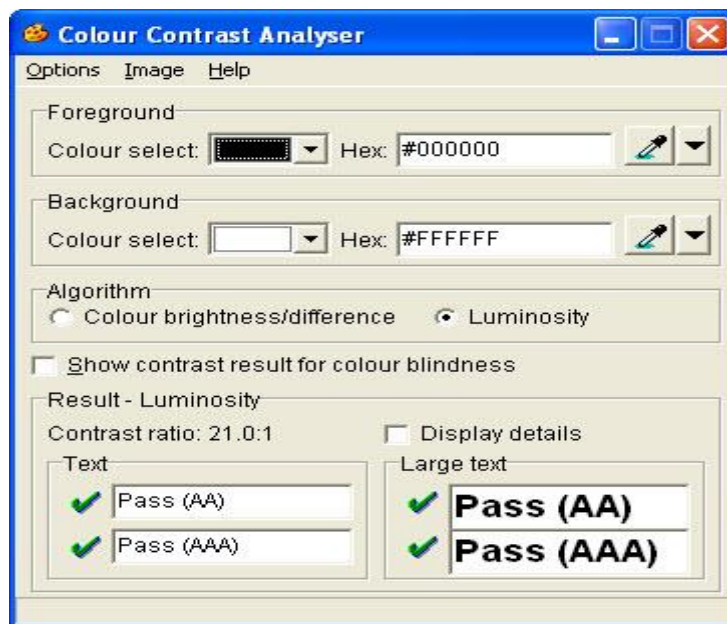 Colour Contrast Analyser
Options Image Help
Foreground
Colour select: Hex: #000000
Background
Colour select: Hex: #FFFFFF
Algorithm
Colour brightness/difference Luminosity
Show contrast result for colour blindness
Result - Luminosity
Contrast ratio: 21.0:1 Display details
Text Large text
Pass (AA) Pass (AA)
Pass (AAA) Pass (AAA)